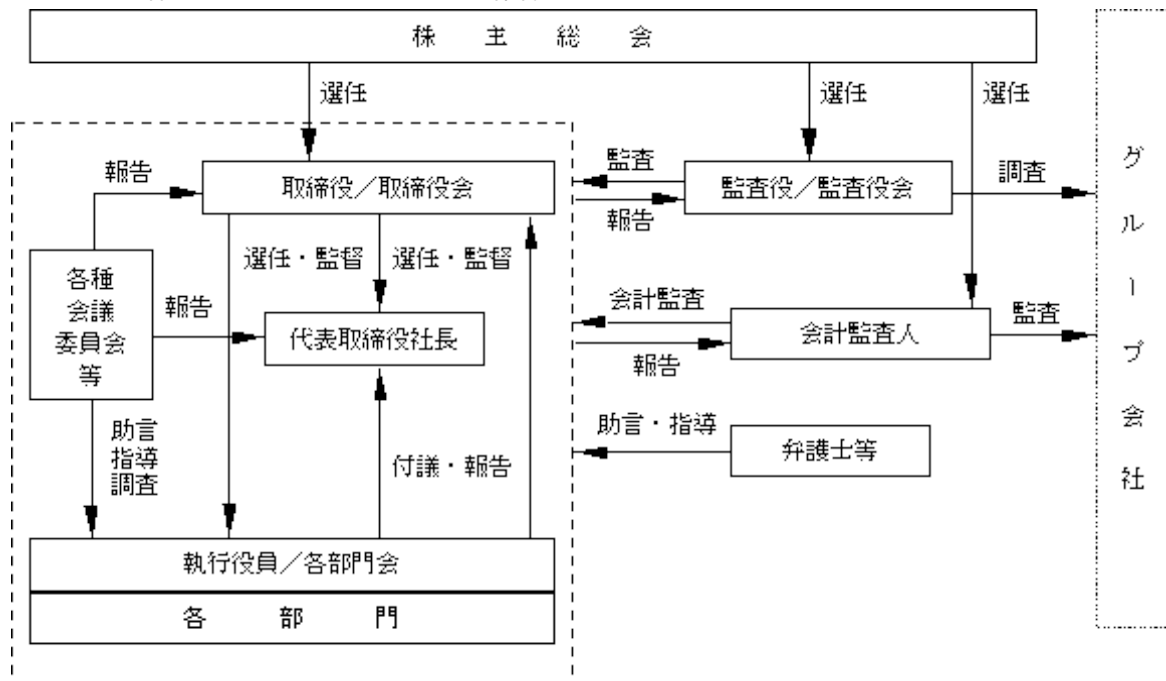 株主総会
選任
選任
選任
報告
取締役／取締役会
監査
報告
監査役／監査役会
調査
選任・監督
選任・監督
各種
会議
委員会
等
報告
代表取締役社長
会計監査
報告
会計監査人
監査
助言
指導
調査
付議・報告
助言・指導
弁護士等
執行役員／各部門会
各部門
グループ会社